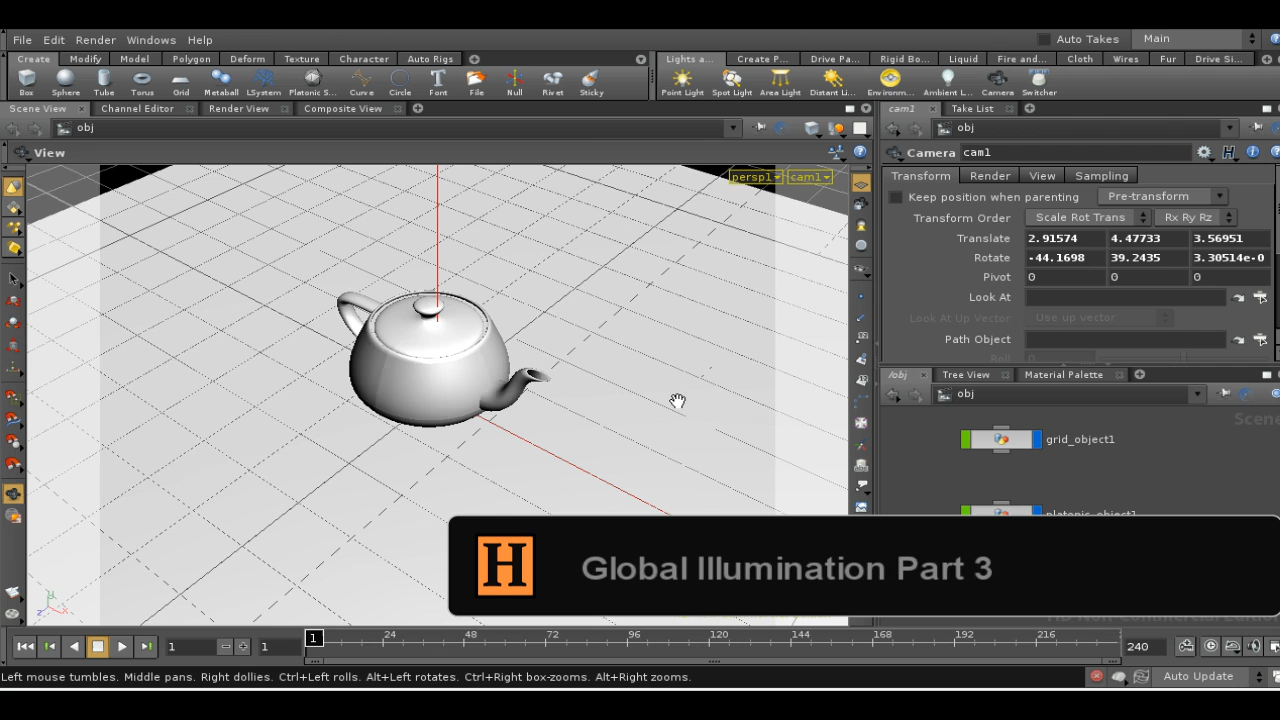 File Edit Render Windows Help Auto Takes Main
Create Modify Model Polygon Deform Texture Character Auto Rigs
Lights a... Create P... Drive Pa... Rigid Bo... Liquid Fire and... Cloth Wires Fur Drive Si...
Box Sphere Tube Torus Grid Metaball LSystem Platonic S... Curve Circle Font File Null Rivet Sticky
Point Light Spot Light Area Light Distant Li... Environm... Ambient L... Camera Switcher
Scene View Channel Editor Render View Composite View
cam1 Take List
obj
obj
View
Camera cam1
persp1 cam1
Transform Render View Sampling
Keep position when parenting Pre-transform
Transform Order Scale Rot Trans Rx Ry Rz
Translate 2.91574 4.47733 3.56951
Rotate -44.1698 39.2435 3.30514e-0
Pivot 0 0 0
Look At
Look At Up Vector Use up vector
Path Object
Roll 0
/obj Tree View Material Palette
obj
Scene
grid_object1
platonic_object1
H Global Illumination Part 3
1 1 1 24 48 72 96 120 144 168 192 216 240
Left mouse tumbles. Middle pans. Right dollies. Ctrl+Left rolls. Alt+Left rotates. Ctrl+Right box-zooms. Alt+Right zooms.
Auto Update